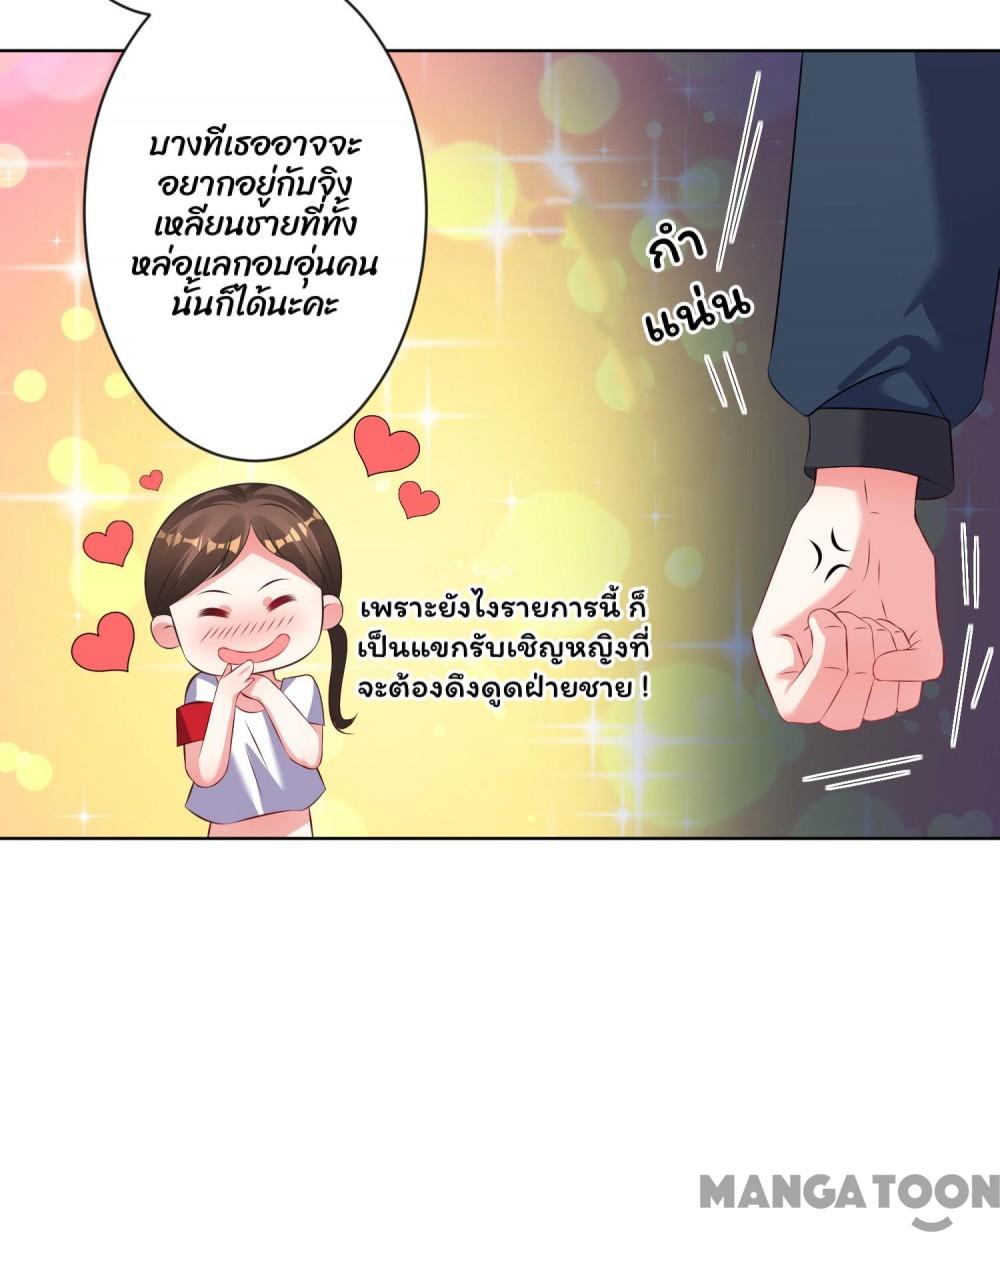 บางทีเธออาจจะ
อยากอยู่กับจิง
เหลียนชายที่ทั้ง
หล่อแลกอบอุ่นคน
นั้นก็ได้นะคะ
กำ
แน่น
เพราะยังไงรายการนี้ ก็
เป็นแขกรับเชิญหญิงที่
จะต้องดึงดูดฝ่ายชาย !
MANGATOON